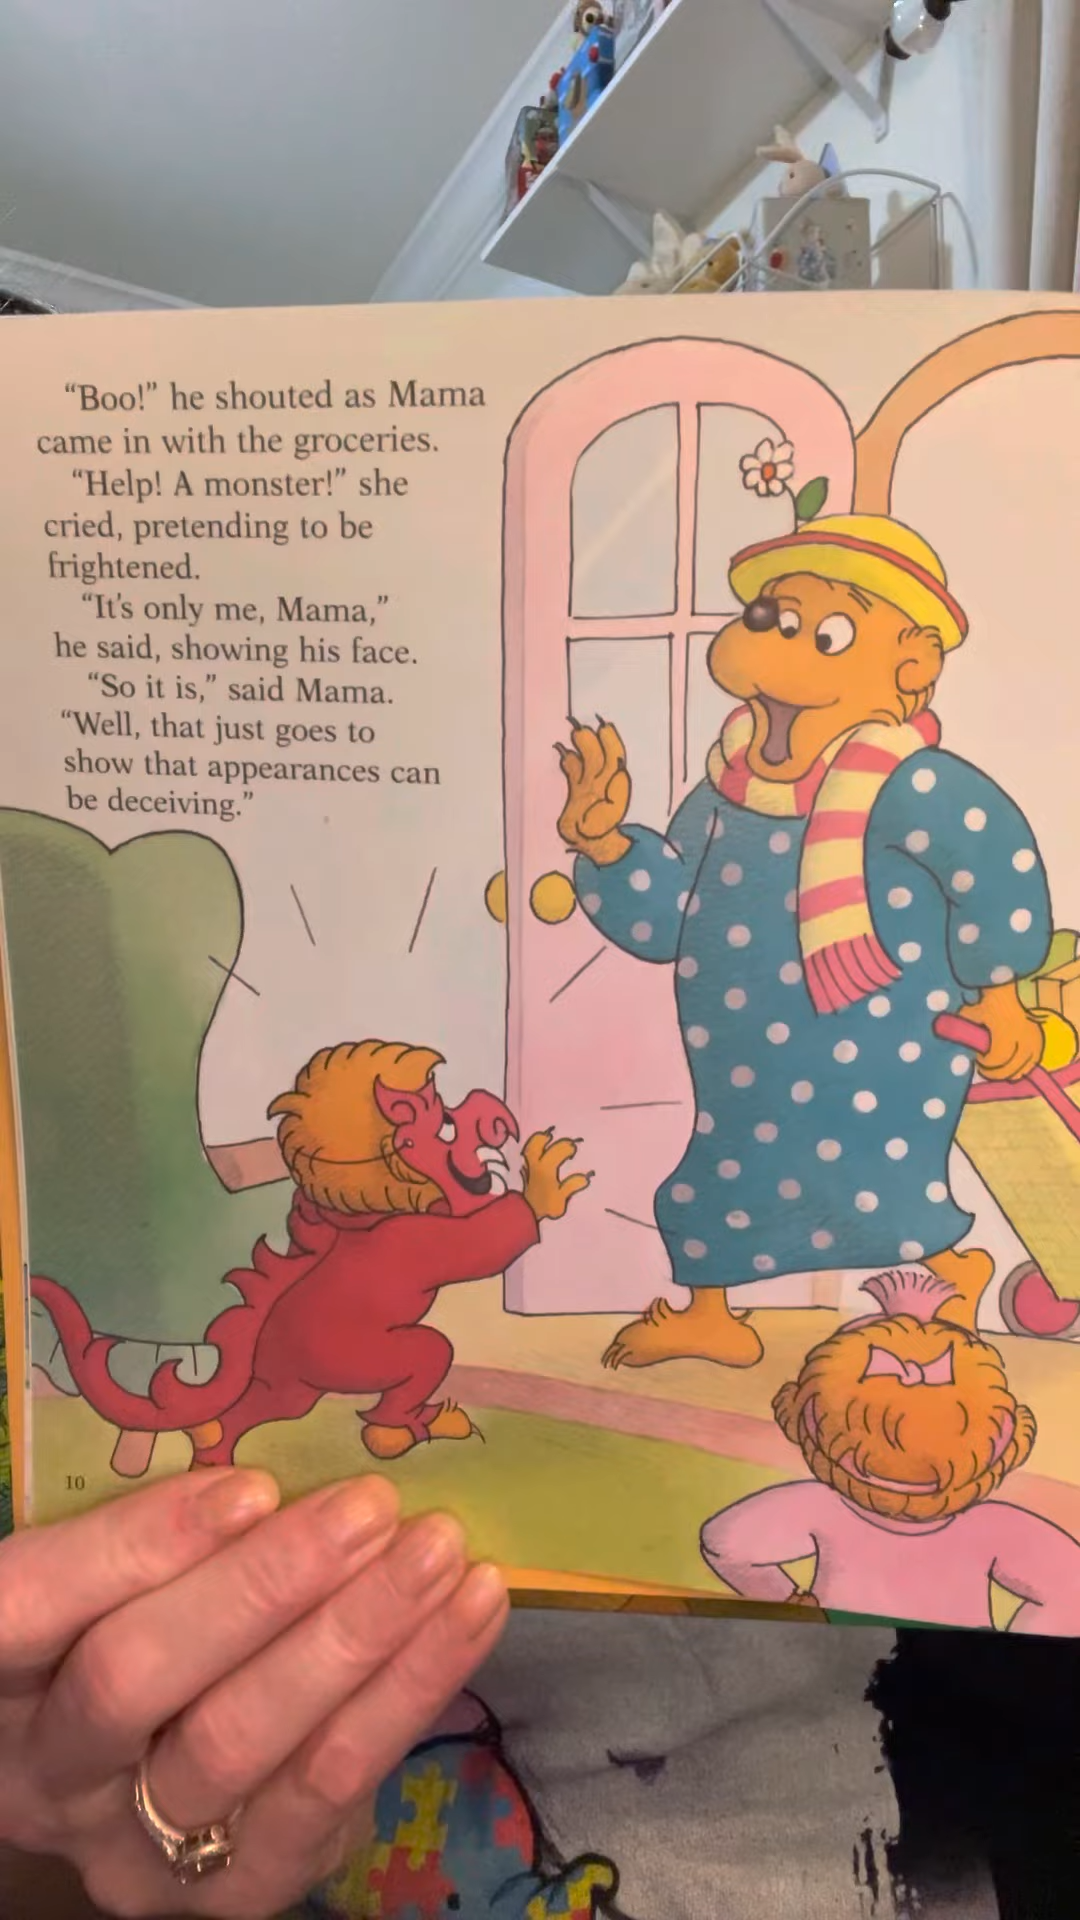 “Boo!” he shouted as Mama
came in with the groceries.
“Help! A monster!” she
cried, pretending to be
frightened.
“It's only me, Mama,”
he said, showing his face.
“So it is,” said Mama.
“Well, that just goes to
show that appearances can
be deceiving.”
10